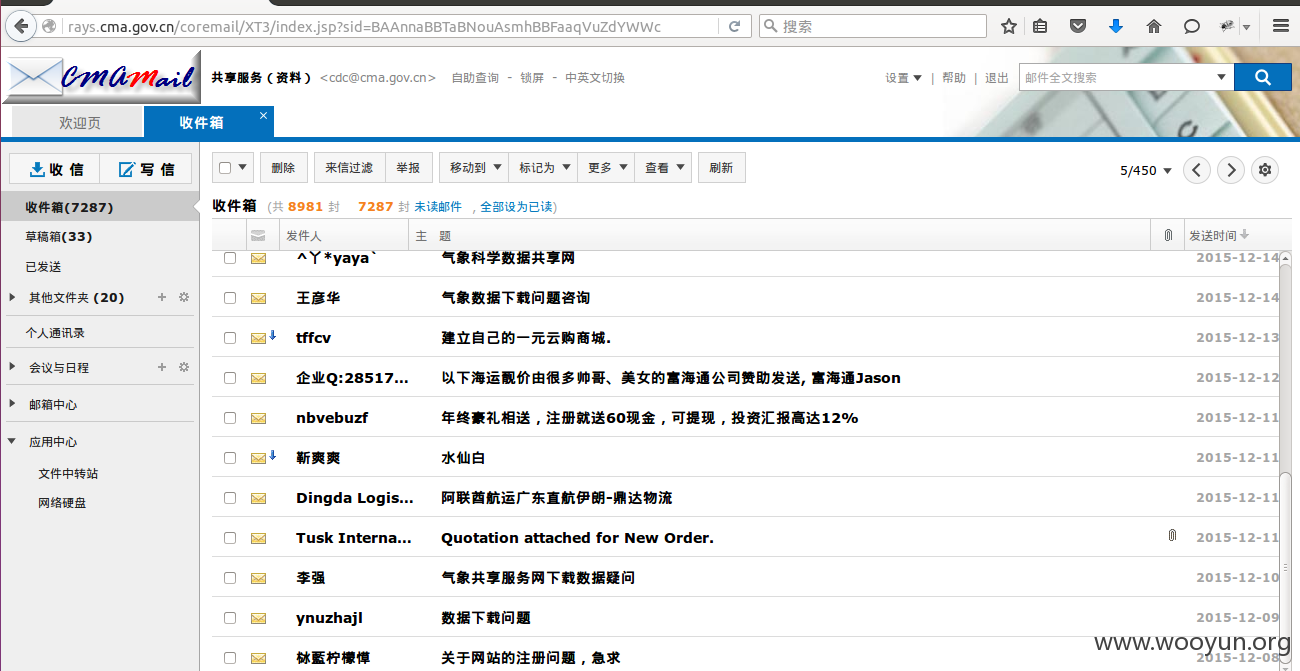 rays.cma.gov.cn/coremail/XT3/index.jsp?sid=BAAnnaBBTaBNouAsmhBBFaaqVuZdYWWc 搜索
CMAMail 共享服务（资料） <cdc@cma.gov.cn> 自助查询 - 锁屏 - 中英文切换 设置 | 帮助 | 退出 邮件全文搜索
欢迎页 收件箱 ×
收信 写信 删除 来信过滤 举报 移动到 标记为 更多 查看 刷新 5/450
收件箱(7287)
草稿箱(33)
已发送
其他文件夹 (20) +
个人通讯录
会议与日程 +
邮箱中心
应用中心
文件中转站
网络硬盘
收件箱 (共 8981 封 7287 封 未读邮件 , 全部设为已读)
发件人 主 题 发送时间
^丫*yaya` 气象科学数据共享网 2015-12-14
王彦华 气象数据下载问题咨询 2015-12-14
tffcv 建立自己的一元云购商城. 2015-12-13
企业Q:28517... 以下海运靓价由很多帅哥、美女的富海通公司赞助发送, 富海通Jason 2015-12-12
nbvebuzf 年终豪礼相送，注册就送60现金，可提现，投资汇报高达12% 2015-12-11
靳爽爽 水仙白 2015-12-11
Dingda Logis... 阿联酋航运广东直航伊朗-鼎达物流 2015-12-11
Tusk Interna... Quotation attached for New Order. 2015-12-11
李强 气象共享服务网下载数据疑问 2015-12-10
ynuzhajl 数据下载问题 2015-12-09
关于网站的注册问题，急求 2015-12-08
www.wooyun.org